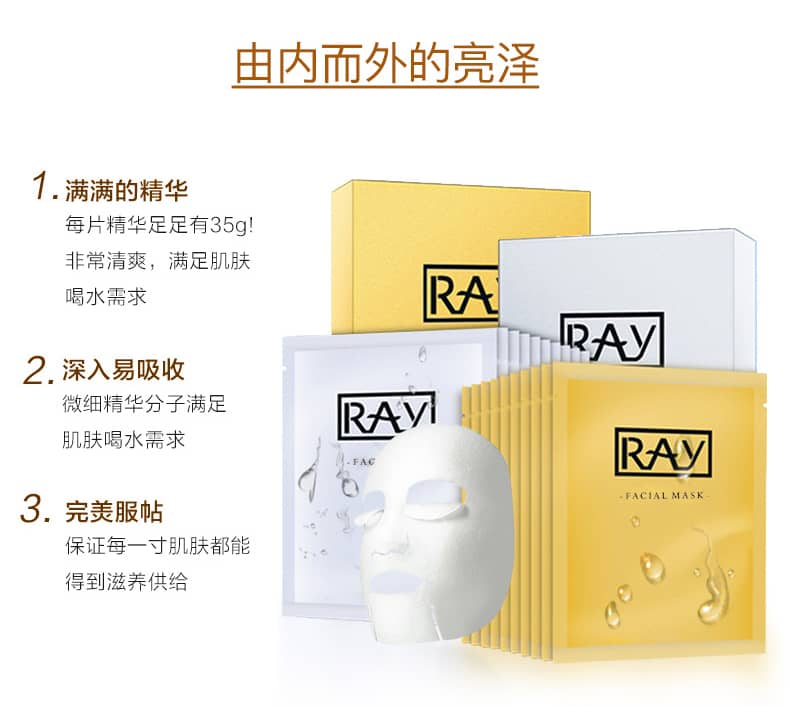 由内而外的亮泽
1. 满满的精华
每片精华足足有35g!
非常清爽，满足肌肤
喝水需求
2. 深入易吸收
微细精华分子满足
肌肤喝水需求
3. 完美服帖
保证每一寸肌肤都能
得到滋养供给
RAY
RAY
RAY
- FAC
RAY
- FACIAL MASK -